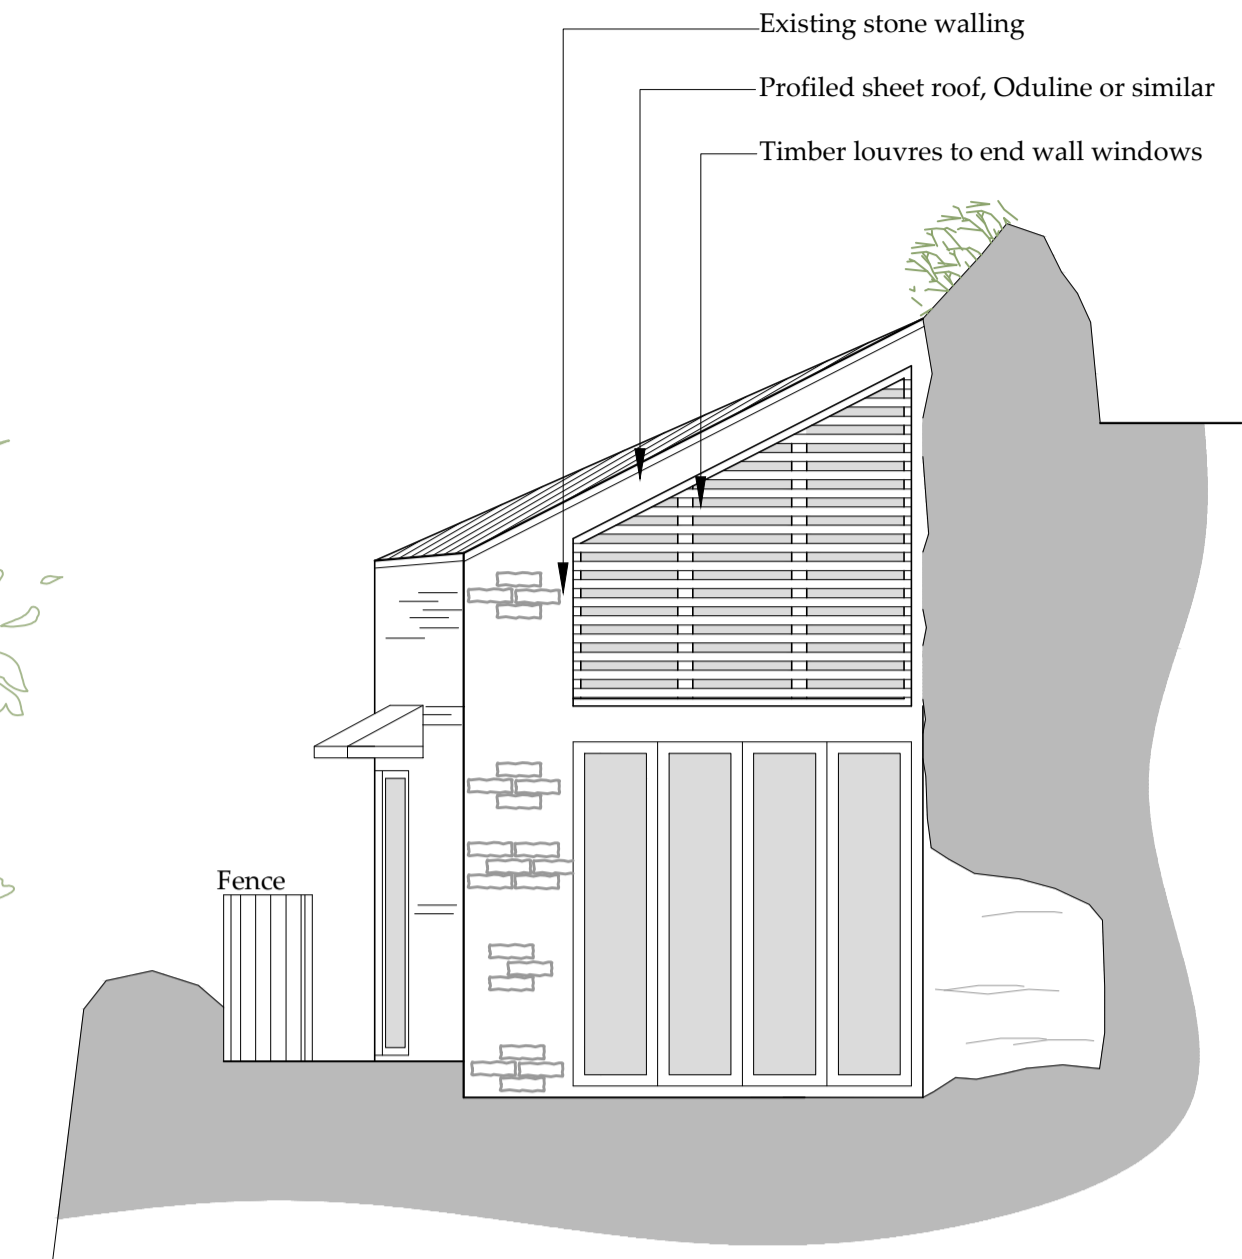 Existing stone walling
Profiled sheet roof, Oduline or similar
Timber louvres to end wall windows
Fence